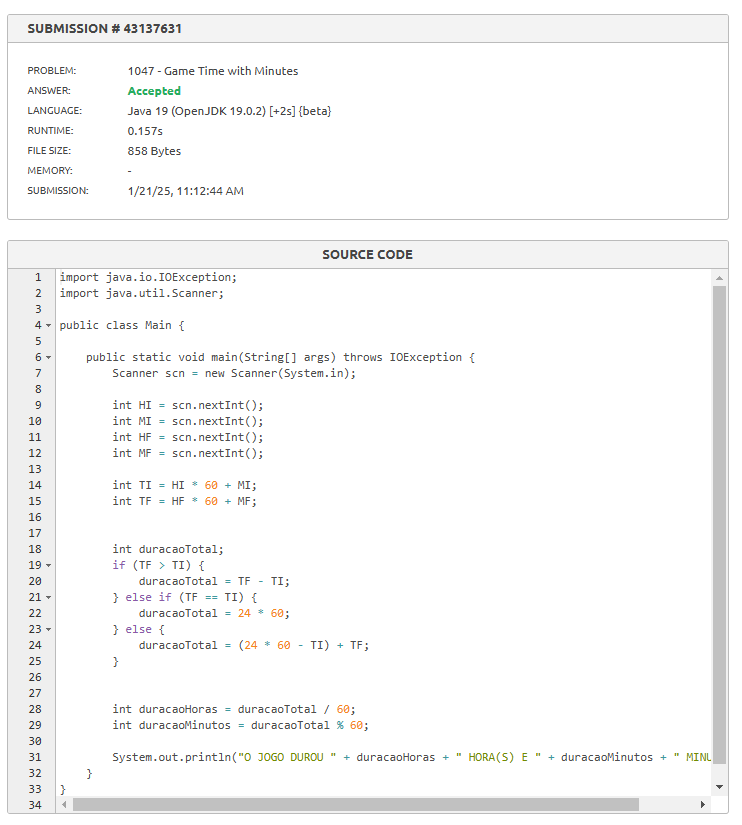 SUBMISSION # 43137631
PROBLEM: 1047 - Game Time with Minutes
ANSWER: Accepted
LANGUAGE: Java 19 (OpenJDK 19.0.2) [+2s] {beta}
RUNTIME: 0.157s
FILE SIZE: 858 Bytes
MEMORY: -
SUBMISSION: 1/21/25, 11:12:44 AM
SOURCE CODE
1 import java.io.IOException;
2 import java.util.Scanner;
3
4 public class Main {
5
6     public static void main(String[] args) throws IOException {
7         Scanner scn = new Scanner(System.in);
8
9         int HI = scn.nextInt();
10         int MI = scn.nextInt();
11         int HF = scn.nextInt();
12         int MF = scn.nextInt();
13
14         int TI = HI * 60 + MI;
15         int TF = HF * 60 + MF;
16
17
18         int duracaoTotal;
19         if (TF > TI) {
20             duracaoTotal = TF - TI;
21         } else if (TF == TI) {
22             duracaoTotal = 24 * 60;
23         } else {
24             duracaoTotal = (24 * 60 - TI) + TF;
25         }
26
27
28         int duracaoHoras = duracaoTotal / 60;
29         int duracaoMinutos = duracaoTotal % 60;
30
31         System.out.println("O JOGO DUROU " + duracaoHoras + " HORA(S) E " + duracaoMinutos + " MINU
32     }
33 }
34